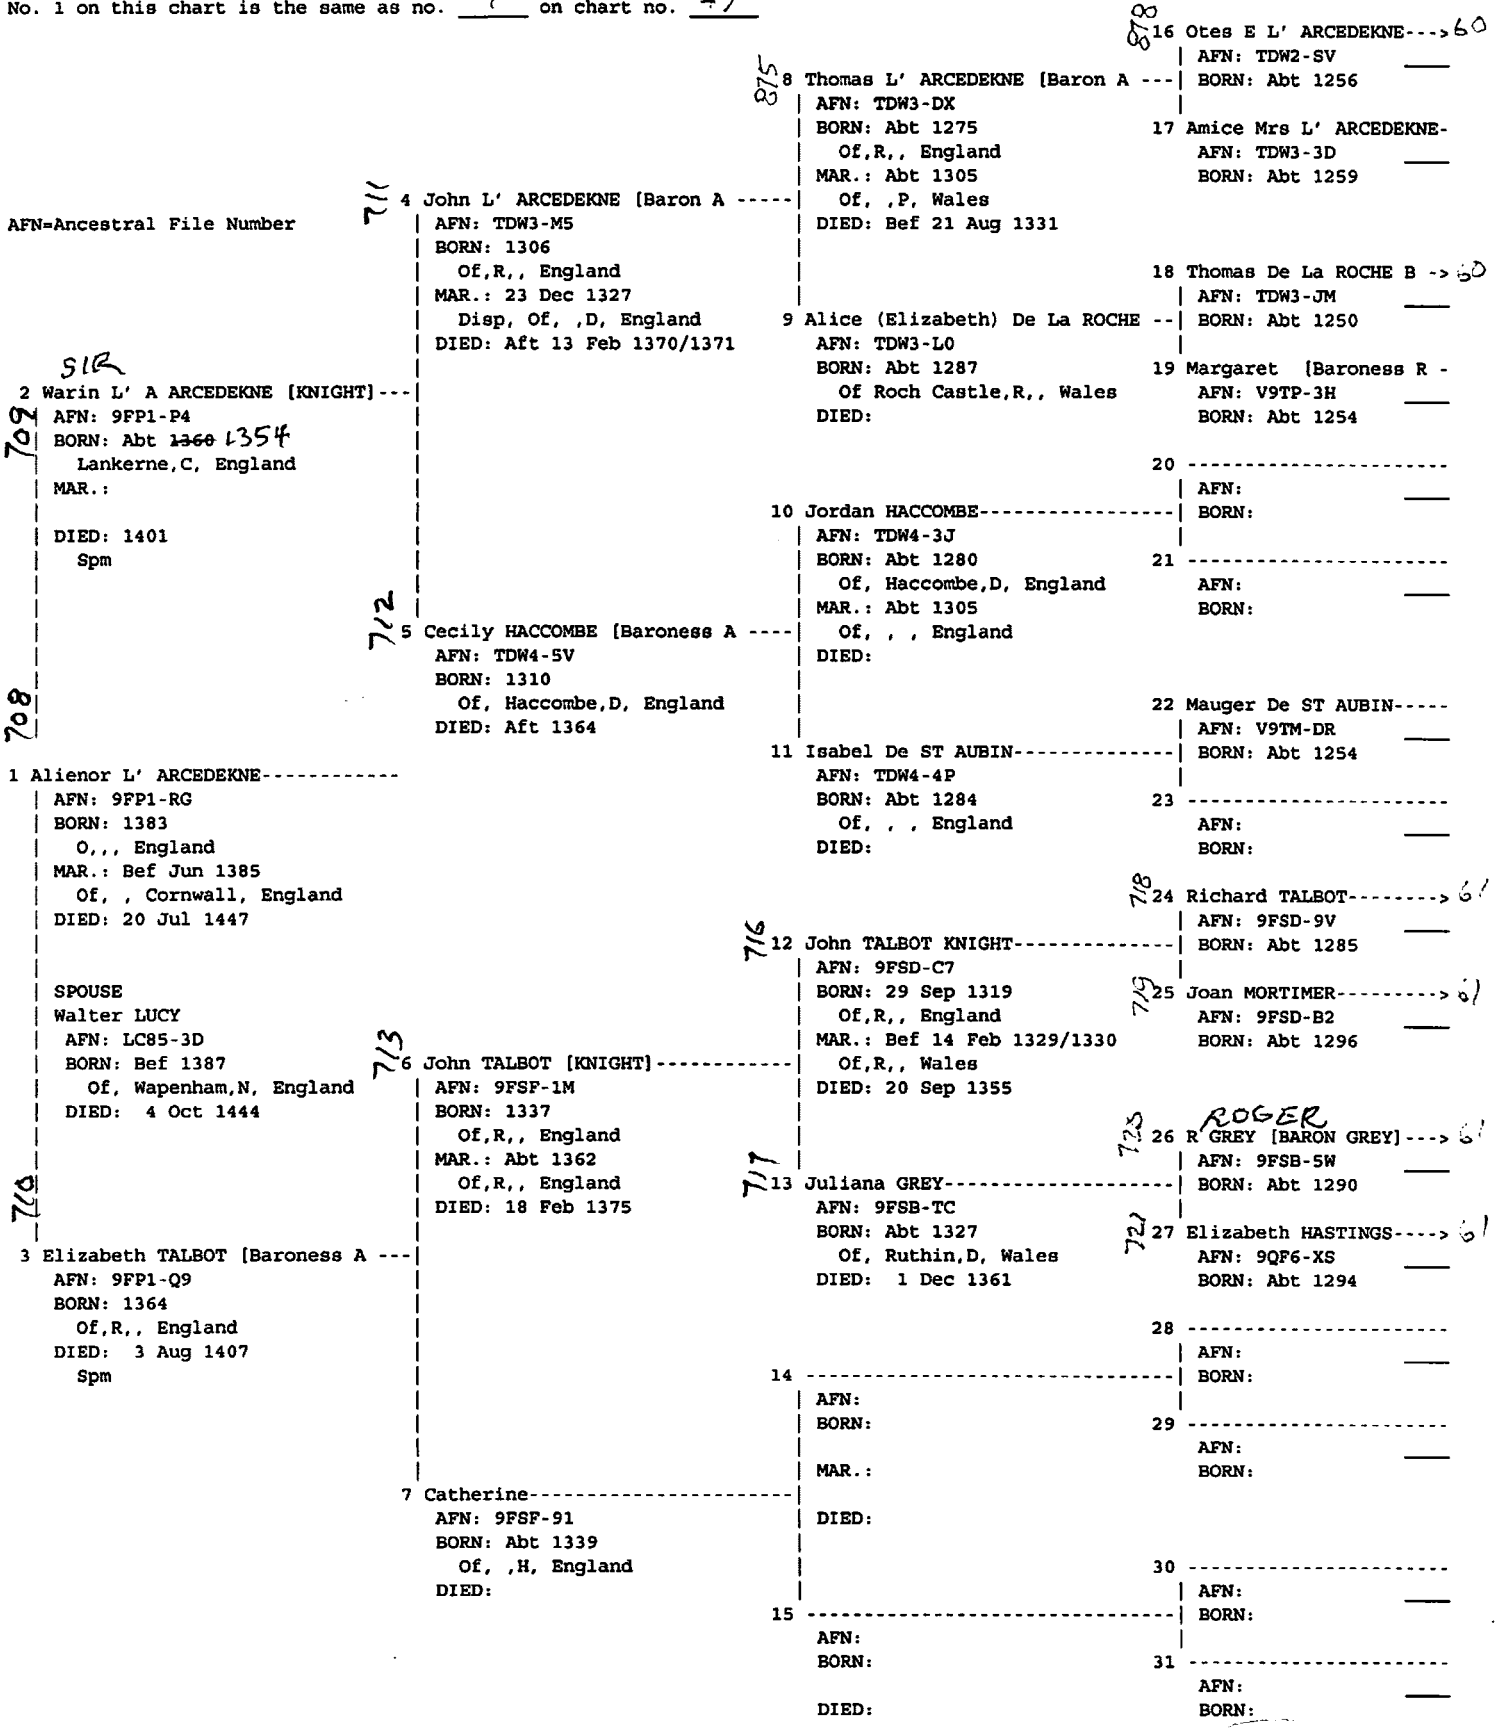 No. 1 on this chart is the same as no. on chart no.
AFN=Ancestral File Number
708
1 Alienor L' ARCEDEKNE------------
AFN: 9FP1-RG
BORN: 1383
O,,, England
MAR.: Bef Jun 1385
Of, , Cornwall, England
DIED: 20 Jul 1447
SPOUSE
Walter LUCY
AFN: LC85-3D
BORN: Bef 1387
Of, Wapenham,N, England
DIED: 4 Oct 1444
SIR
709
2 Warin L' A ARCEDEKNE [KNIGHT]---
AFN: 9FP1-P4
BORN: Abt 1360 1354
Lankerne,C, England
MAR.:
DIED: 1401
Spm
710
3 Elizabeth TALBOT [Baroness A ---
AFN: 9FP1-Q9
BORN: 1364
Of,R,, England
DIED: 3 Aug 1407
Spm
711
4 John L' ARCEDEKNE [Baron A -----
AFN: TDW3-M5
BORN: 1306
Of,R,, England
MAR.: 23 Dec 1327
Disp, Of, ,D, England
DIED: Aft 13 Feb 1370/1371
712
5 Cecily HACCOMBE [Baroness A ----
AFN: TDW4-5V
BORN: 1310
Of, Haccombe,D, England
DIED: Aft 1364
713
6 John TALBOT [KNIGHT]------------
AFN: 9FSF-1M
BORN: 1337
Of,R,, England
MAR.: Abt 1362
Of,R,, England
DIED: 18 Feb 1375
7 Catherine-----------------------
AFN: 9FSF-91
BORN: Abt 1339
Of, ,H, England
DIED:
875
8 Thomas L' ARCEDEKNE [Baron A ---
AFN: TDW3-DX
BORN: Abt 1275
Of,R,, England
MAR.: Abt 1305
Of, ,P, Wales
DIED: Bef 21 Aug 1331
9 Alice (Elizabeth) De La ROCHE --
AFN: TDW3-L0
BORN: Abt 1287
Of Roch Castle,R,, Wales
DIED:
10 Jordan HACCOMBE----------------
AFN: TDW4-3J
BORN: Abt 1280
Of, Haccombe,D, England
MAR.: Abt 1305
Of, , , England
DIED:
11 Isabel De ST AUBIN-------------
AFN: TDW4-4P
BORN: Abt 1284
Of, , , England
DIED:
716
12 John TALBOT KNIGHT-------------
AFN: 9FSD-C7
BORN: 29 Sep 1319
Of,R,, England
MAR.: Bef 14 Feb 1329/1330
Of,R,, Wales
DIED: 20 Sep 1355
717
13 Juliana GREY-------------------
AFN: 9FSB-TC
BORN: Abt 1327
Of, Ruthin,D, Wales
DIED: 1 Dec 1361
14 -------------------------------
AFN:
BORN:
MAR.:
DIED:
15 -------------------------------
AFN:
BORN:
DIED:
878
16 Otes E L' ARCEDEKNE---> 60
AFN: TDW2-SV
BORN: Abt 1256
17 Amice Mrs L' ARCEDEKNE-
AFN: TDW3-3D
BORN: Abt 1259
18 Thomas De La ROCHE B -> 60
AFN: TDW3-JM
BORN: Abt 1250
19 Margaret [Baroness R -
AFN: V9TP-3H
BORN: Abt 1254
20 ----------------------
AFN:
BORN:
21 ----------------------
AFN:
BORN:
22 Mauger De ST AUBIN-----
AFN: V9TM-DR
BORN: Abt 1254
23 ----------------------
AFN:
BORN:
718
24 Richard TALBOT--------> 61
AFN: 9FSD-9V
BORN: Abt 1285
719
25 Joan MORTIMER---------> 61
AFN: 9FSD-B2
BORN: Abt 1296
ROGER
26 R GREY [BARON GREY]---> 61
AFN: 9FSB-5W
BORN: Abt 1290
27 Elizabeth HASTINGS----> 61
AFN: 9QF6-XS
BORN: Abt 1294
28 ----------------------
AFN:
BORN:
29 ----------------------
AFN:
BORN:
30 ----------------------
AFN:
BORN:
31 ----------------------
AFN:
BORN: